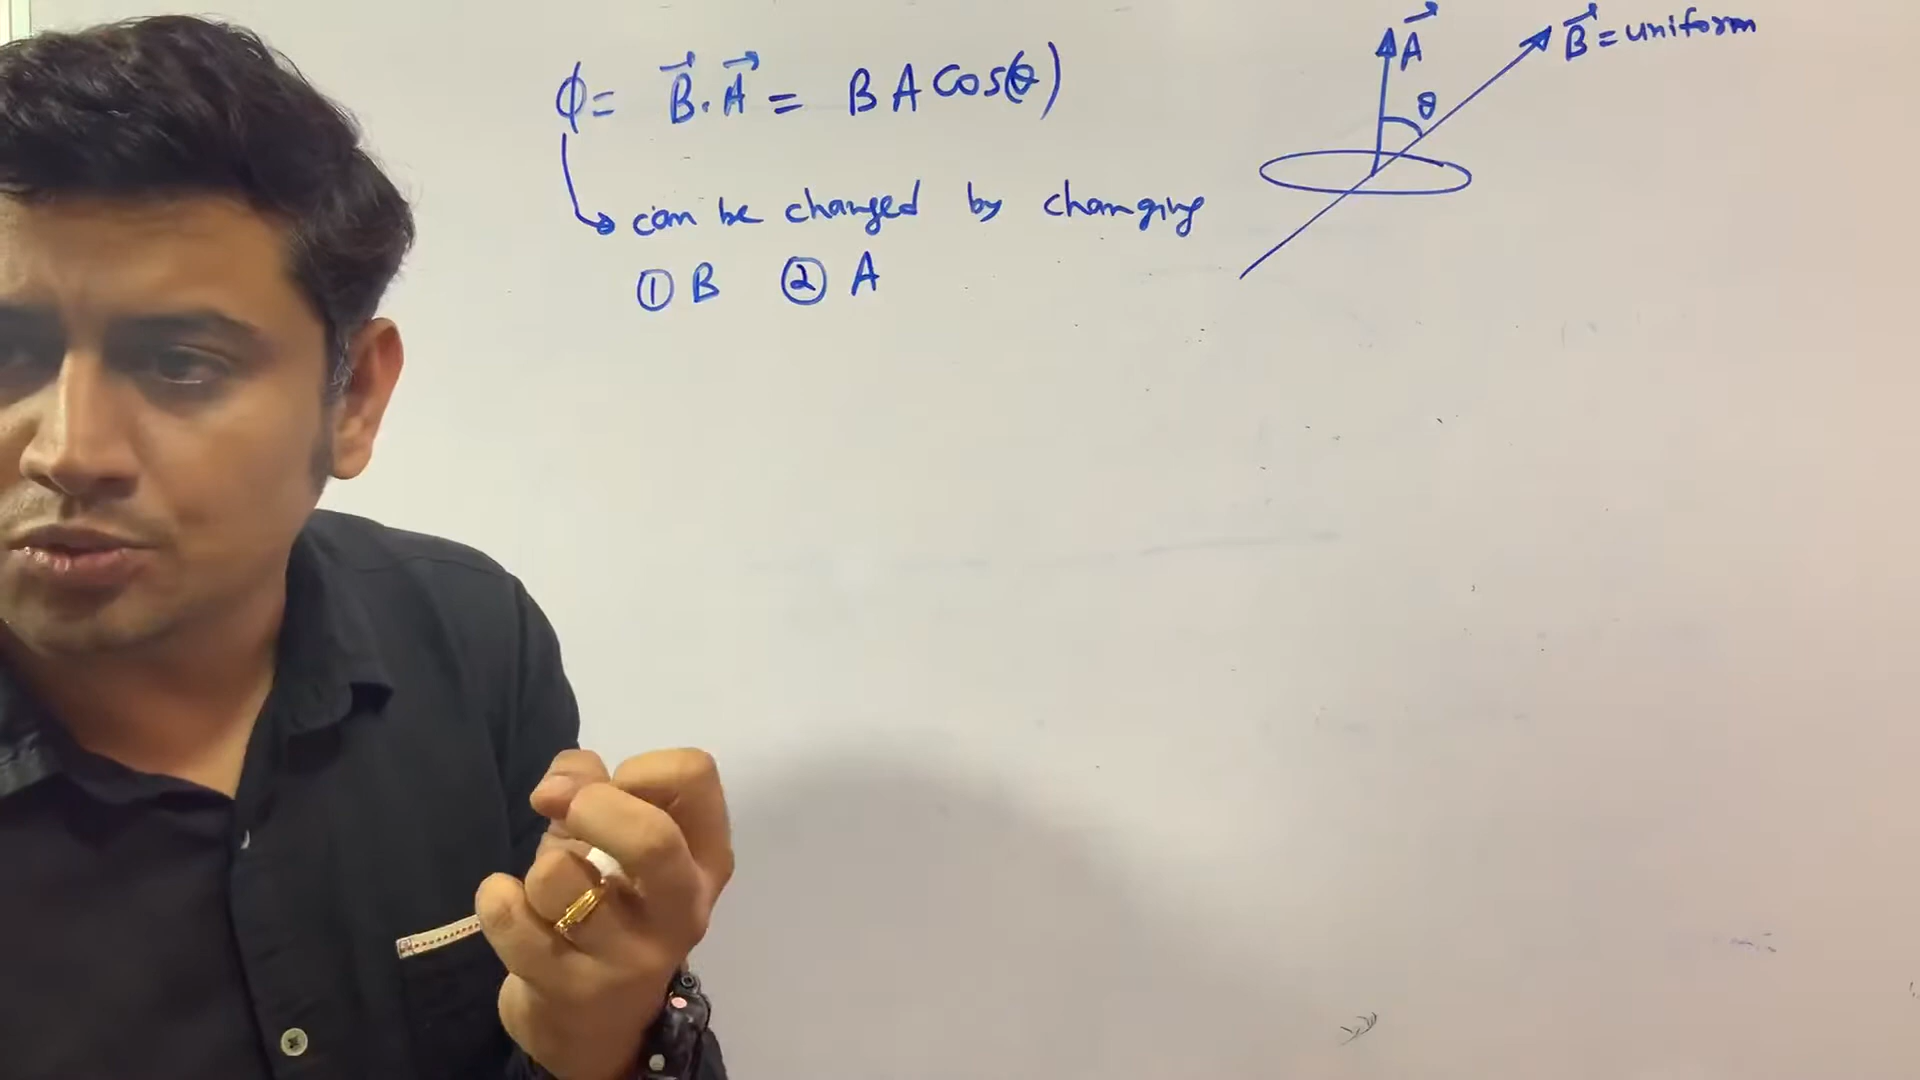 ϕ = B⃗ . A⃗ = B A Cos(θ)
can be changed by changing
① B ② A
A⃗
θ
B⃗ = uniform